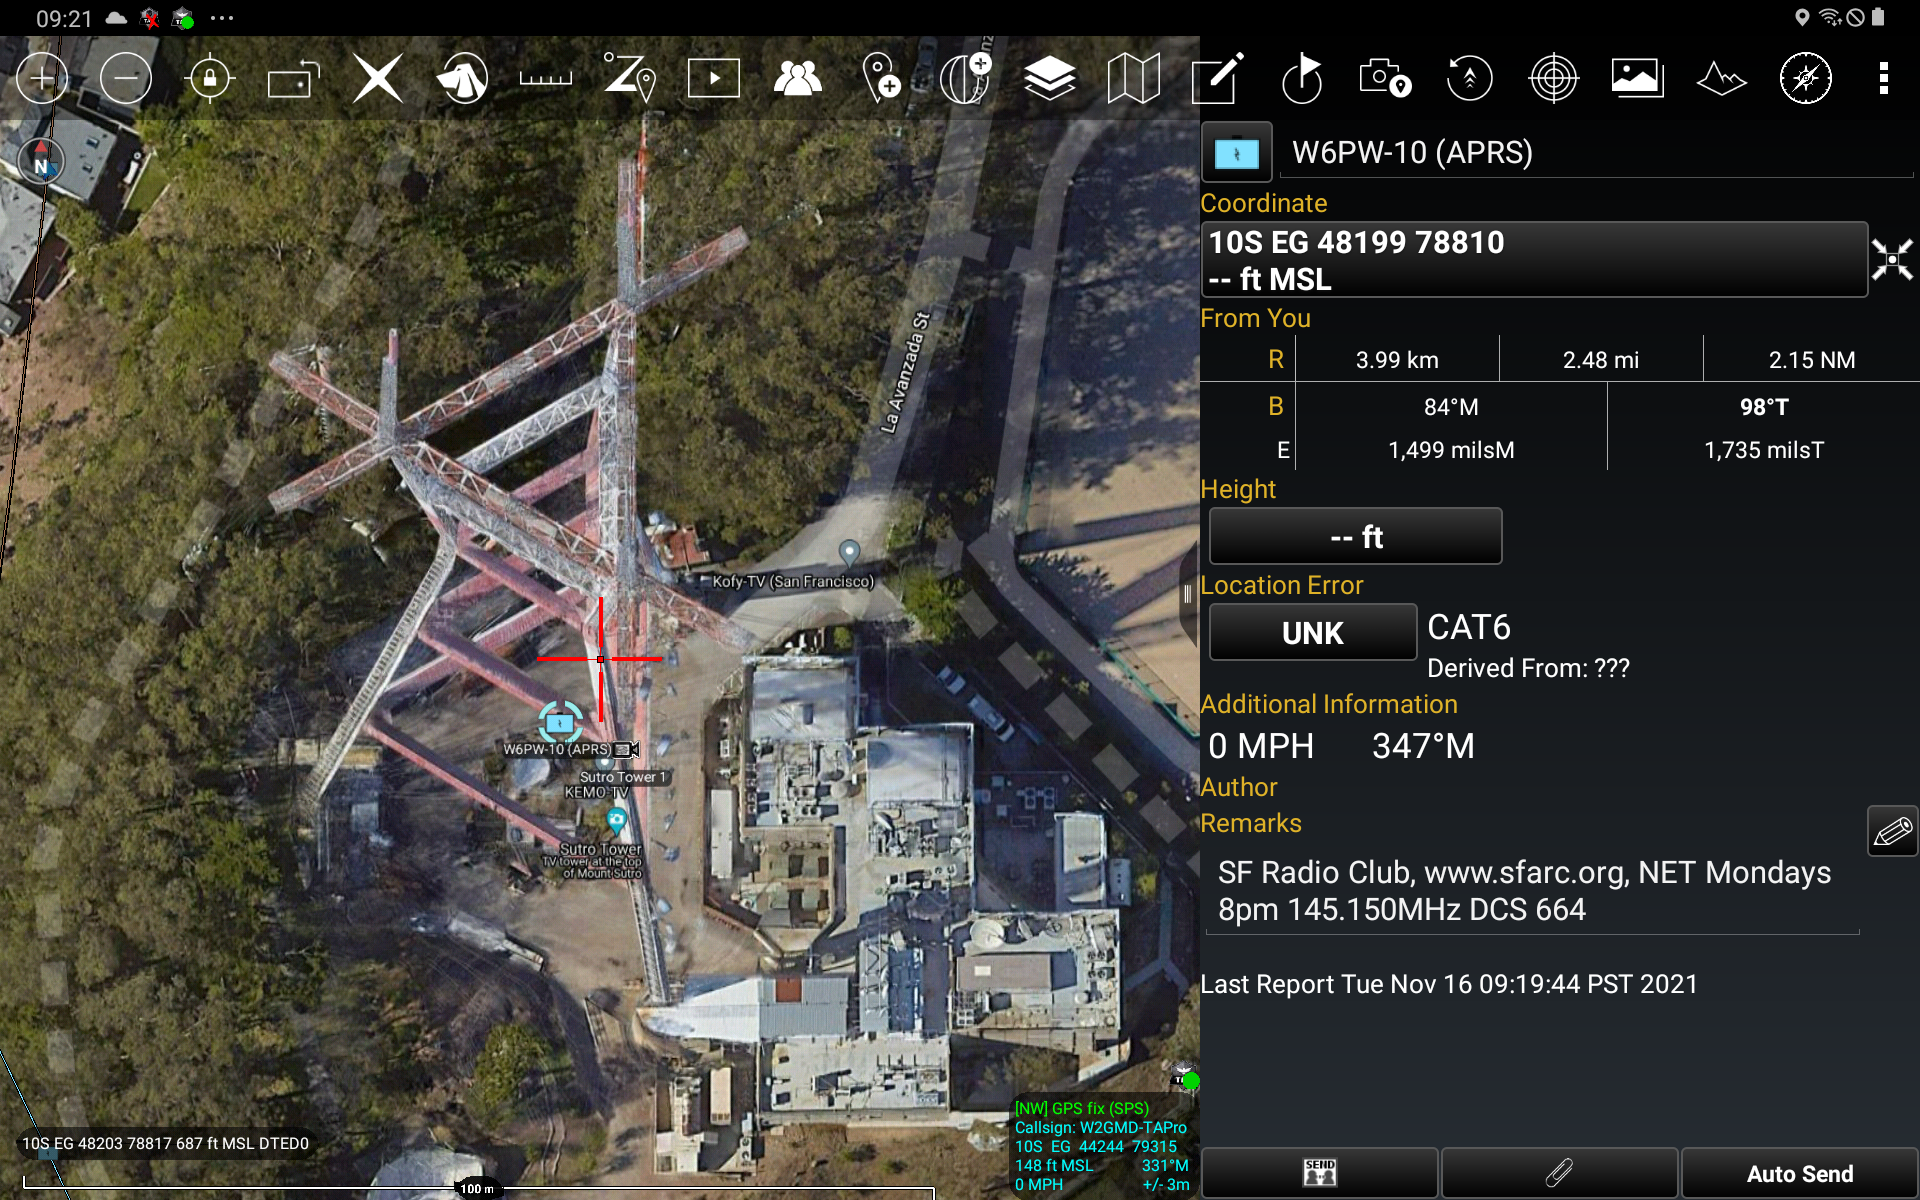 09:21
N
La Avanzada St
Kofy-TV (San Francisco)
W6PW-10 (APRS)
Sutro Tower 1
KEMO-TV
Sutro Tower
TV tower at the top
of Mount Sutro
10S EG 48203 78817 687 ft MSL DTED0
100 m
[NW] GPS fix (SPS)
Callsign: W2GMD-TAPro
10S EG 44244 79315
148 ft MSL 331°M
0 MPH +/- 3m
W6PW-10 (APRS)
Coordinate
10S EG 48199 78810
-- ft MSL
From You
R 3.99 km 2.48 mi 2.15 NM
B 84°M 98°T
E 1,499 milsM 1,735 milsT
Height
-- ft
Location Error
UNK CAT6
Derived From: ???
Additional Information
0 MPH 347°M
Author
Remarks
SF Radio Club, www.sfarc.org, NET Mondays
8pm 145.150MHz DCS 664
Last Report Tue Nov 16 09:19:44 PST 2021
SEND
Auto Send